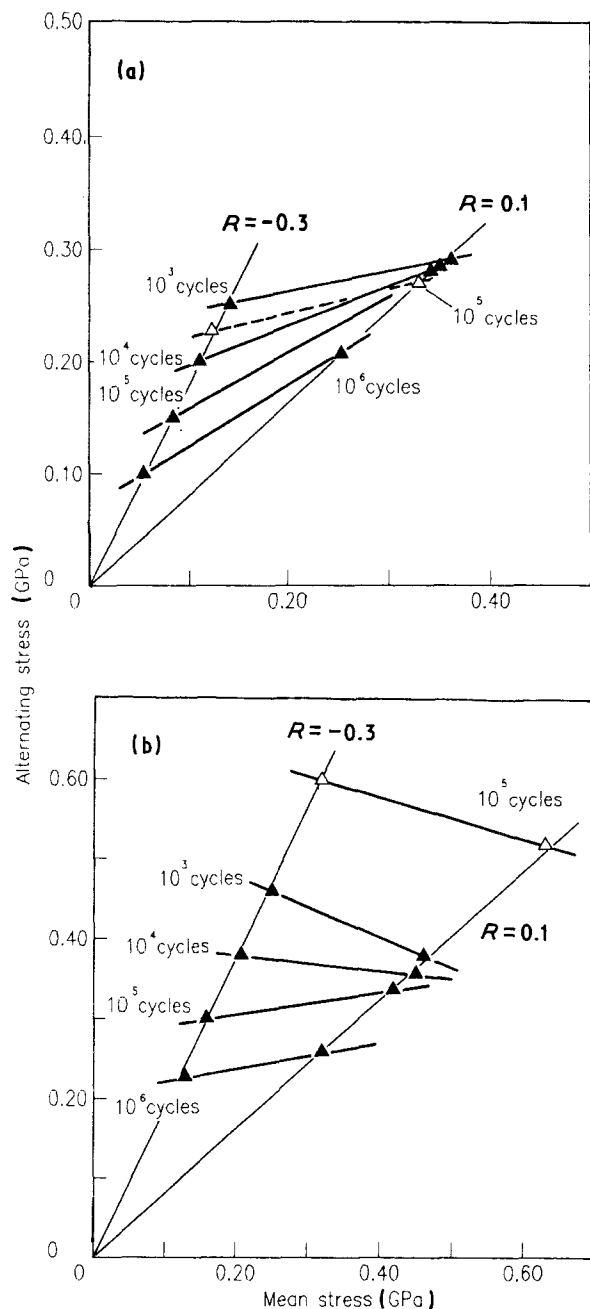 0.50
(a)
0.40
R = -0.3
R = 0.1
0.30
10³ cycles
10⁵ cycles
10⁴ cycles
0.20
10⁵ cycles
10⁶ cycles
0.10
0
0 0.20 0.40
Alternating stress (GPa)
(b)
R = -0.3
0.60
10⁵ cycles
10³ cycles
0.40
10⁴ cycles
R = 0.1
10⁵ cycles
0.20
10⁶ cycles
0
0 0.20 0.40 0.60
Mean stress (GPa)